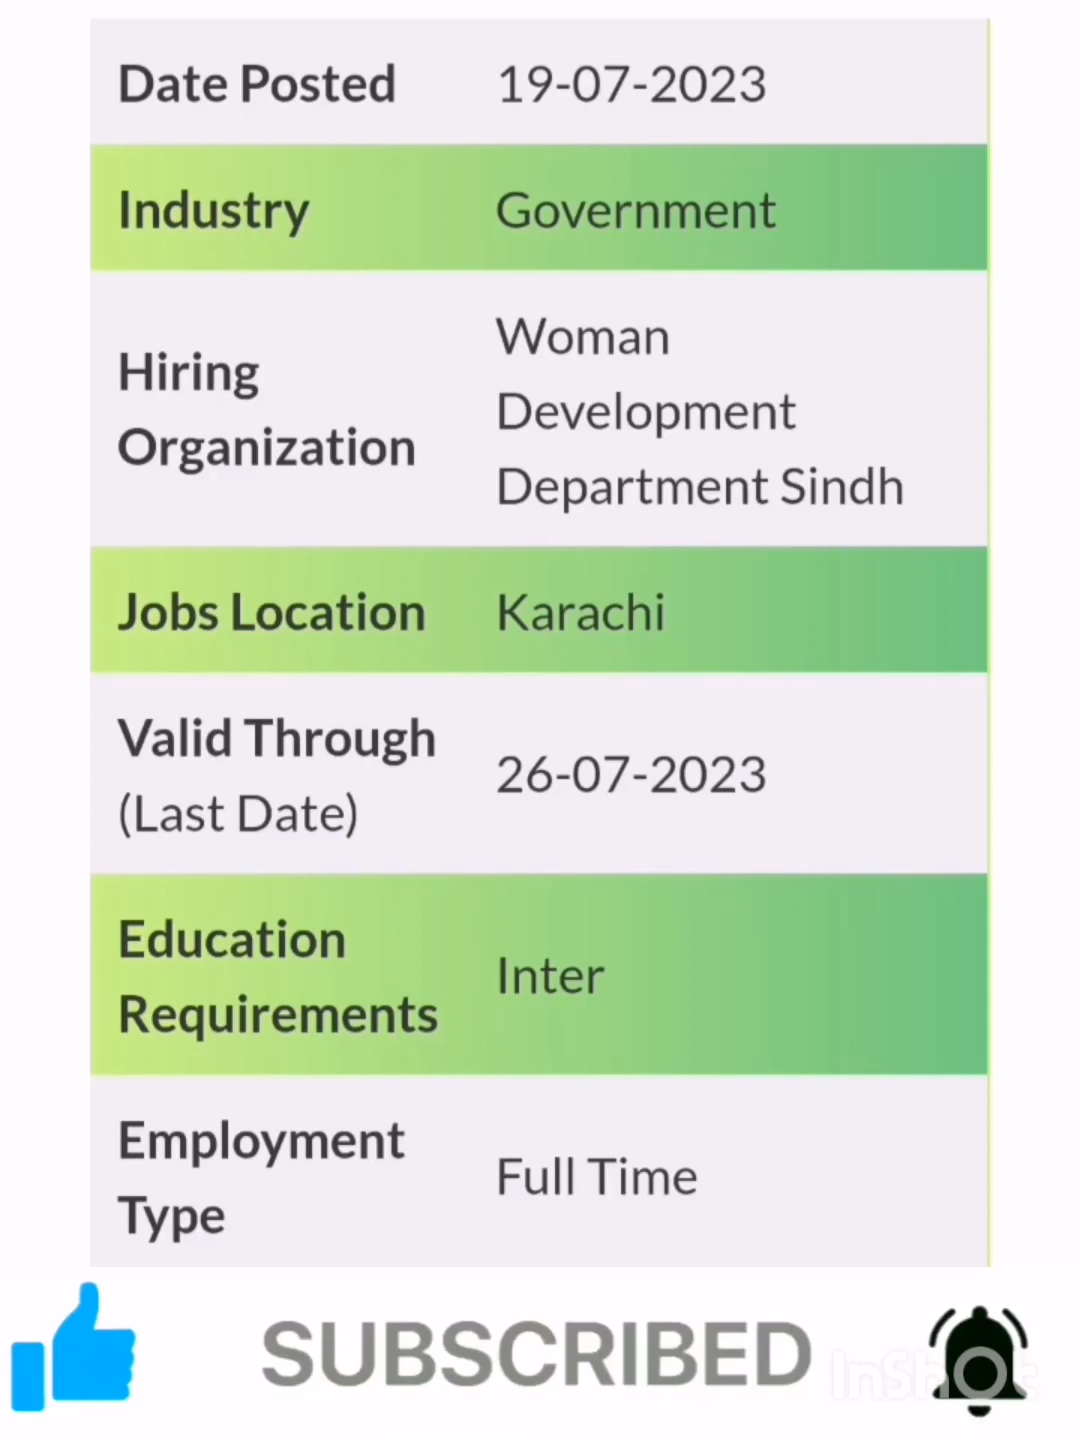 Date Posted 19-07-2023
Industry Government
Hiring
Organization
Woman
Development
Department Sindh
Jobs Location Karachi
Valid Through
(Last Date)
26-07-2023
Education
Requirements
Inter
Employment
Type
Full Time
SUBSCRIBED
InShOt